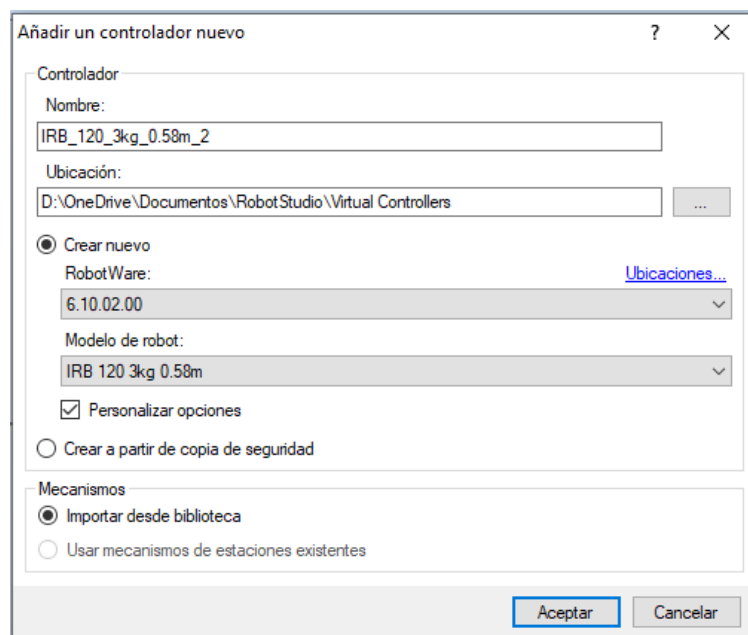 Añadir un controlador nuevo ?
Controlador
Nombre:
IRB_120_3kg_0.58m_2
Ubicación:
D:\OneDrive\Documentos\RobotStudio\Virtual Controllers ...
Crear nuevo
RobotWare: Ubicaciones...
6.10.02.00
Modelo de robot:
IRB 120 3kg 0.58m
Personalizar opciones
Crear a partir de copia de seguridad
Mecanismos
Importar desde biblioteca
Usar mecanismos de estaciones existentes
Aceptar Cancelar